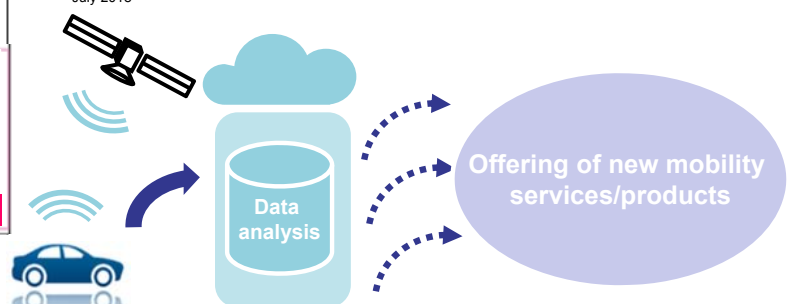 Data
analysis
Offering of new mobility
services/products